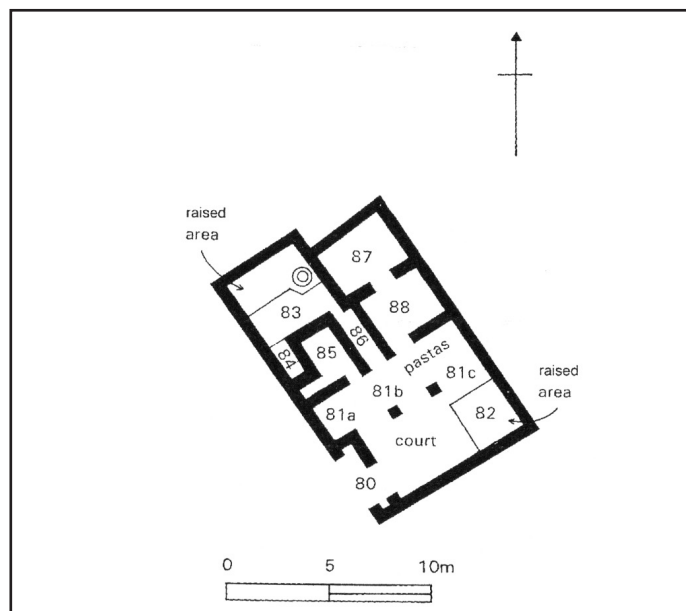 raised
area
87
83
88
86
84
85
pastas
81c
81b
81a
82
raised
area
court
80
0 5 10m